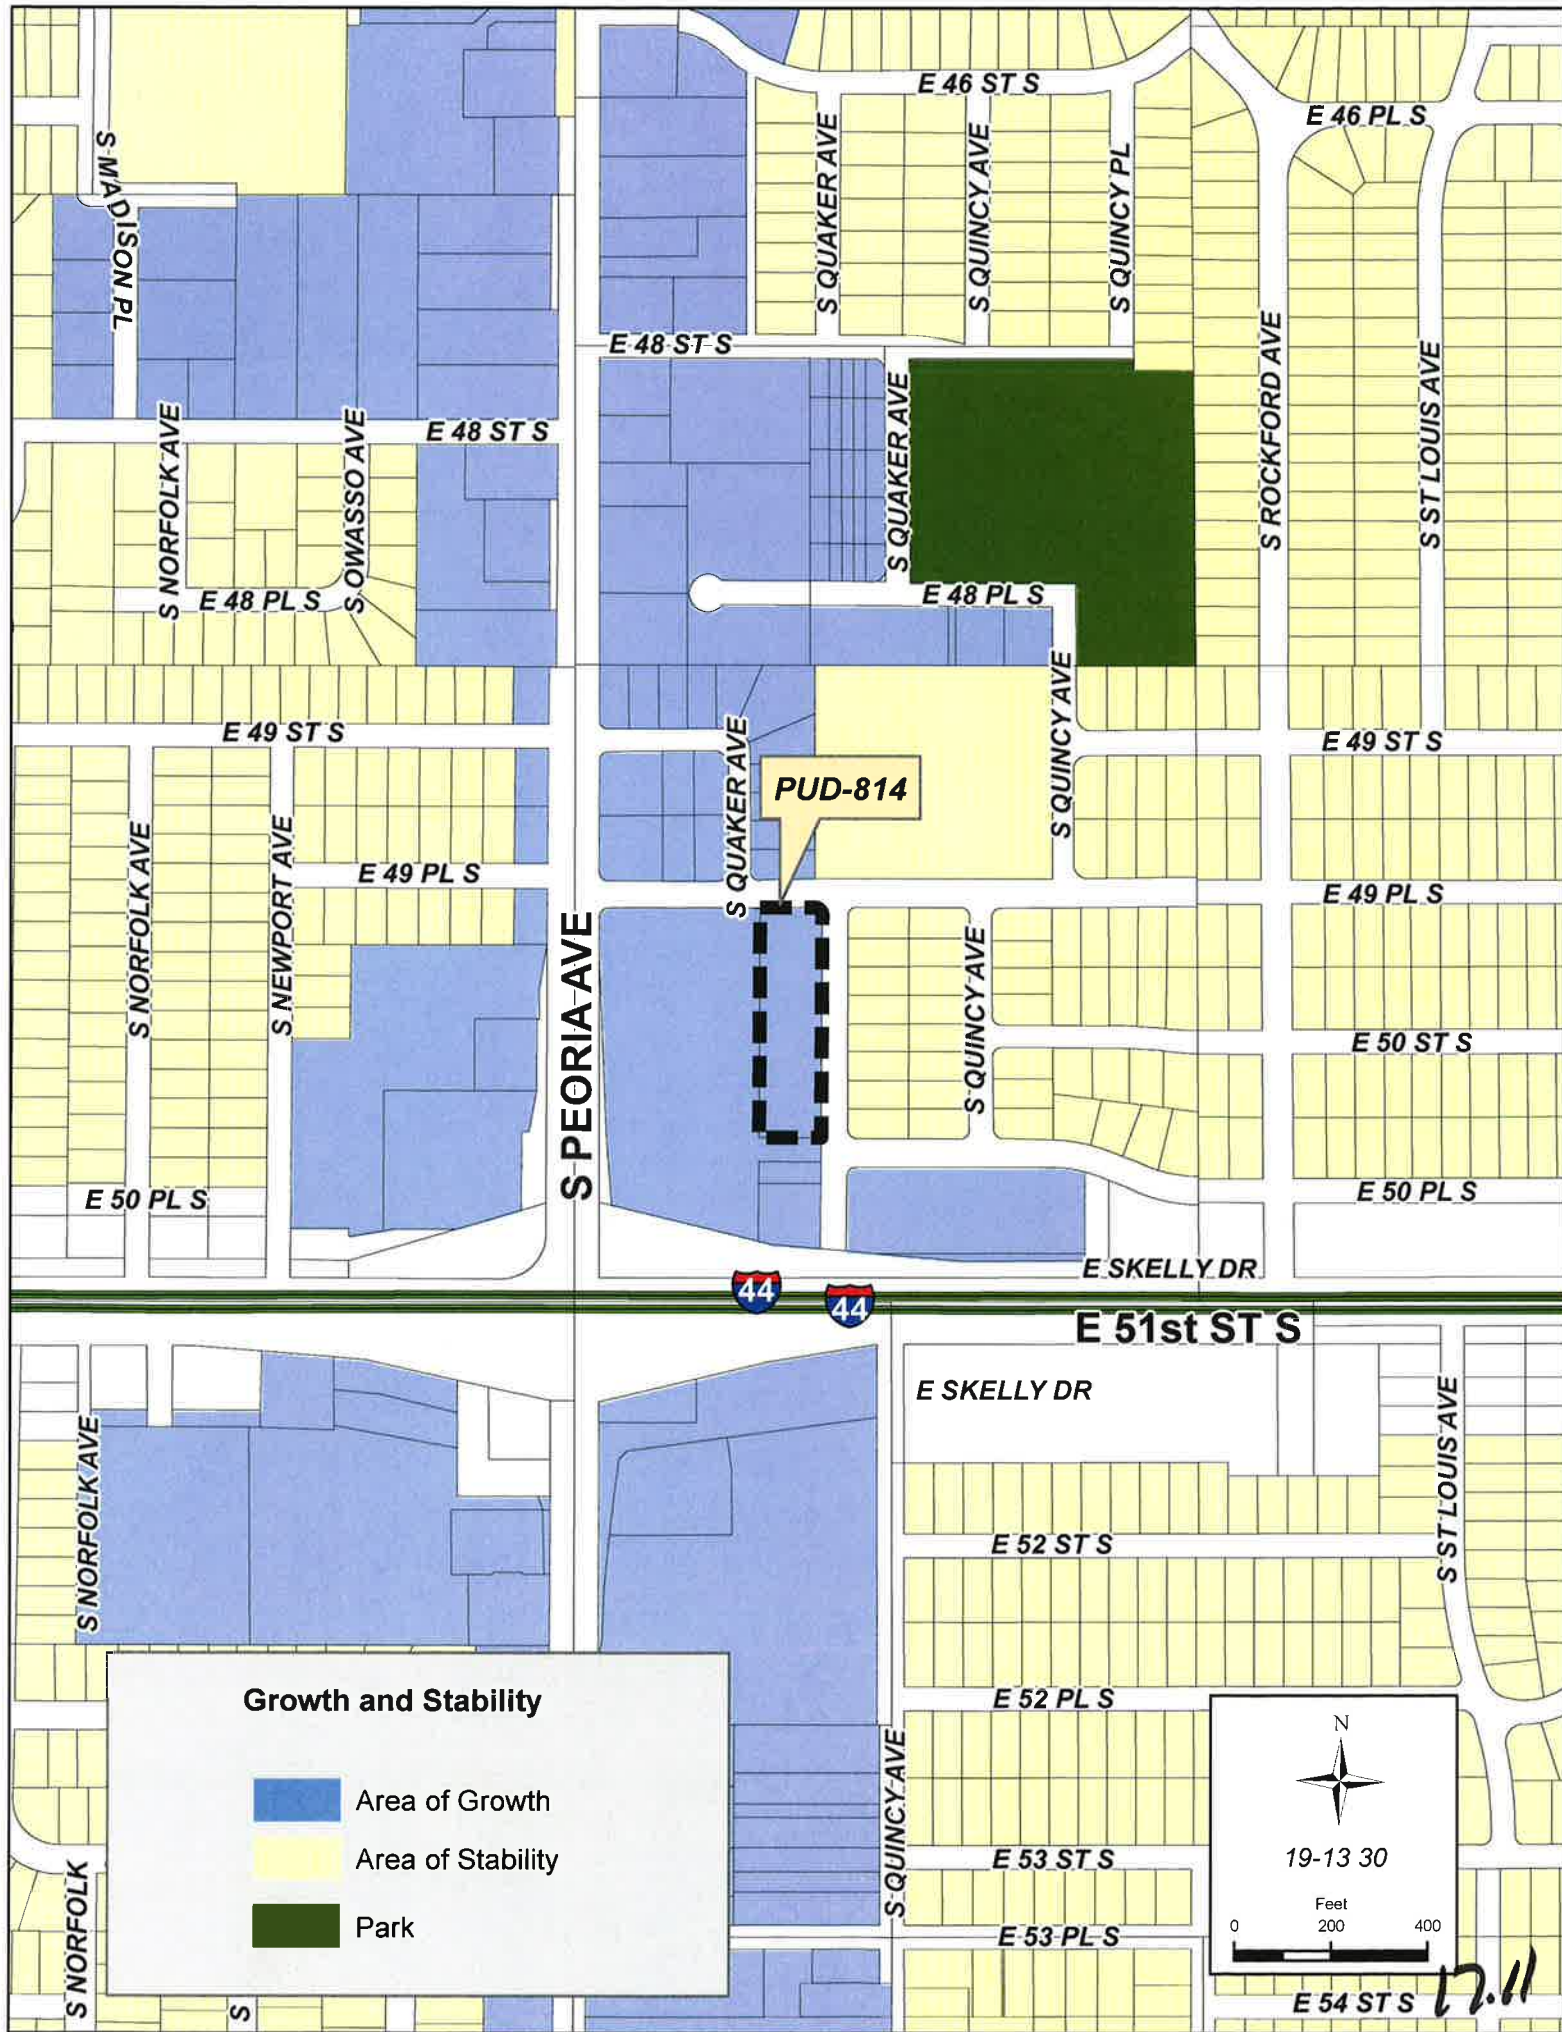 E 46 ST S
E 46 PL S
S MADISON PL
S QUAKER AVE
S QUINCY AVE
S QUINCY PL
S ROCKFORD AVE
S ST LOUIS AVE
E 48 ST S
E 48 ST S
S NORFOLK AVE
S OWASSO AVE
S QUAKER AVE
E 48 PL S
E 48 PL S
E 49 ST S
S QUAKER AVE
S QUINCY AVE
E 49 ST S
PUD-814
S NORFOLK AVE
S NEWPORT AVE
E 49 PL S
E 49 PL S
S PEORIA AVE
S QUINCY AVE
E 50 ST S
E 50 PL S
E 50 PL S
E SKELLY DR
44
44
E 51st ST S
E SKELLY DR
S NORFOLK AVE
S ST LOUIS AVE
E 52 ST S
E 52 PL S
S QUINCY AVE
E 53 ST S
E 53 PL S
E 54 ST S
S NORFOLK
S
Growth and Stability
Area of Growth
Area of Stability
Park
N
19-13 30
Feet
0 200 400
17.11